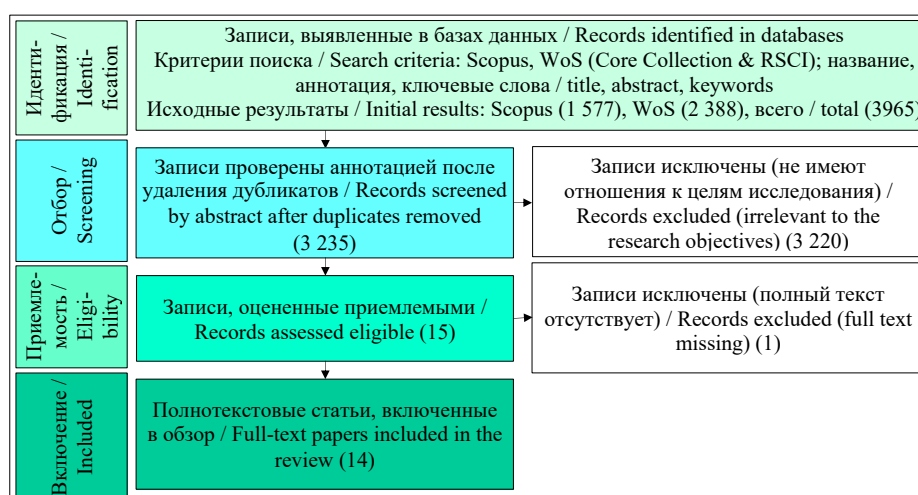 Иденти-
фикация /
Identi-
fication
Записи, выявленные в базах данных / Records identified in databases
Критерии поиска / Search criteria: Scopus, WoS (Core Collection & RSCI); название,
аннотация, ключевые слова / title, abstract, keywords
Исходные результаты / Initial results: Scopus (1 577), WoS (2 388), всего / total (3965)
Отбор /
Screening
Записи проверены аннотацией после
удаления дубликатов / Records screened
by abstract after duplicates removed
(3 235)
Записи исключены (не имеют
отношения к целям исследования) /
Records excluded (irrelevant to the
research objectives) (3 220)
Приемле-
мость /
Eligi-
bility
Записи, оцененные приемлемыми /
Records assessed eligible (15)
Записи исключены (полный текст
отсутствует) / Records excluded (full text
missing) (1)
Включение /
Included
Полнотекстовые статьи, включенные
в обзор / Full-text papers included in the
review (14)